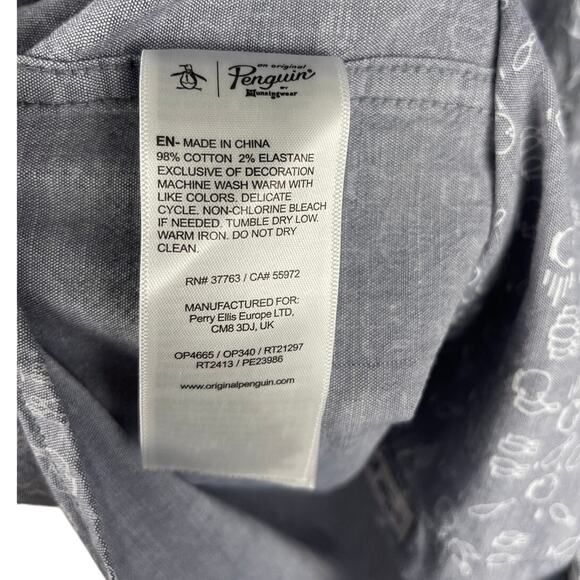 an original
Penguin
BY
Munsingwear
EN- MADE IN CHINA
98% COTTON 2% ELASTANE
EXCLUSIVE OF DECORATION
MACHINE WASH WARM WITH
LIKE COLORS. DELICATE
CYCLE. NON-CHLORINE BLEACH
IF NEEDED. TUMBLE DRY LOW.
WARM IRON. DO NOT DRY
CLEAN.
RN# 37763 / CA# 55972
MANUFACTURED FOR:
Perry Ellis Europe LTD,
CM8 3DJ, UK
OP4665 / OP340 / RT21297
RT2413 / PE23986
www.originalpenguin.com